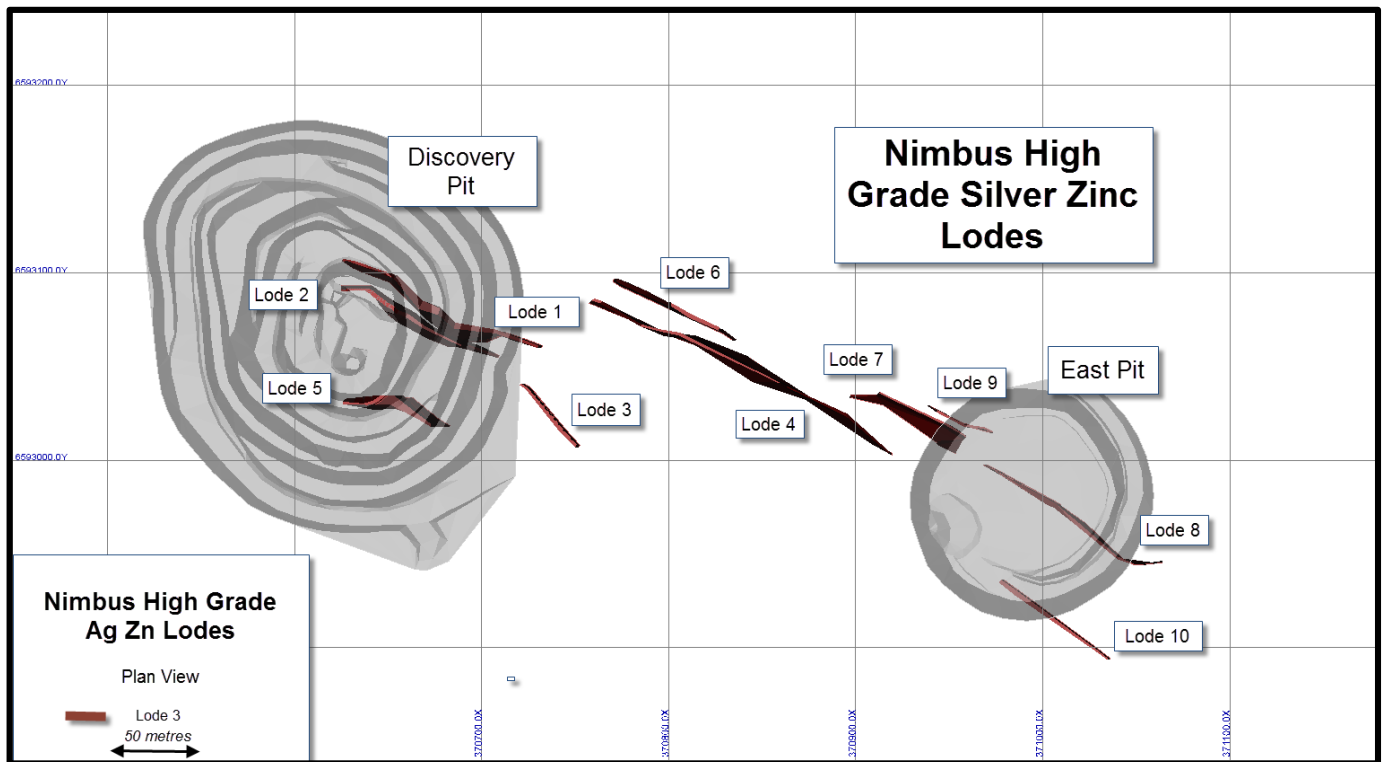 6593200.0Y
Discovery
Pit
Nimbus High
Grade Silver Zinc
Lodes
6593100.0Y
Lode 6
Lode 2
Lode 1
Lode 7
East Pit
Lode 9
Lode 5
Lode 3
Lode 4
6593000.0Y
Lode 8
Nimbus High Grade
Ag Zn Lodes
Lode 10
Plan View
Lode 3
50 metres
370700.0X
370800.0X
370900.0X
371000.0X
371100.0X